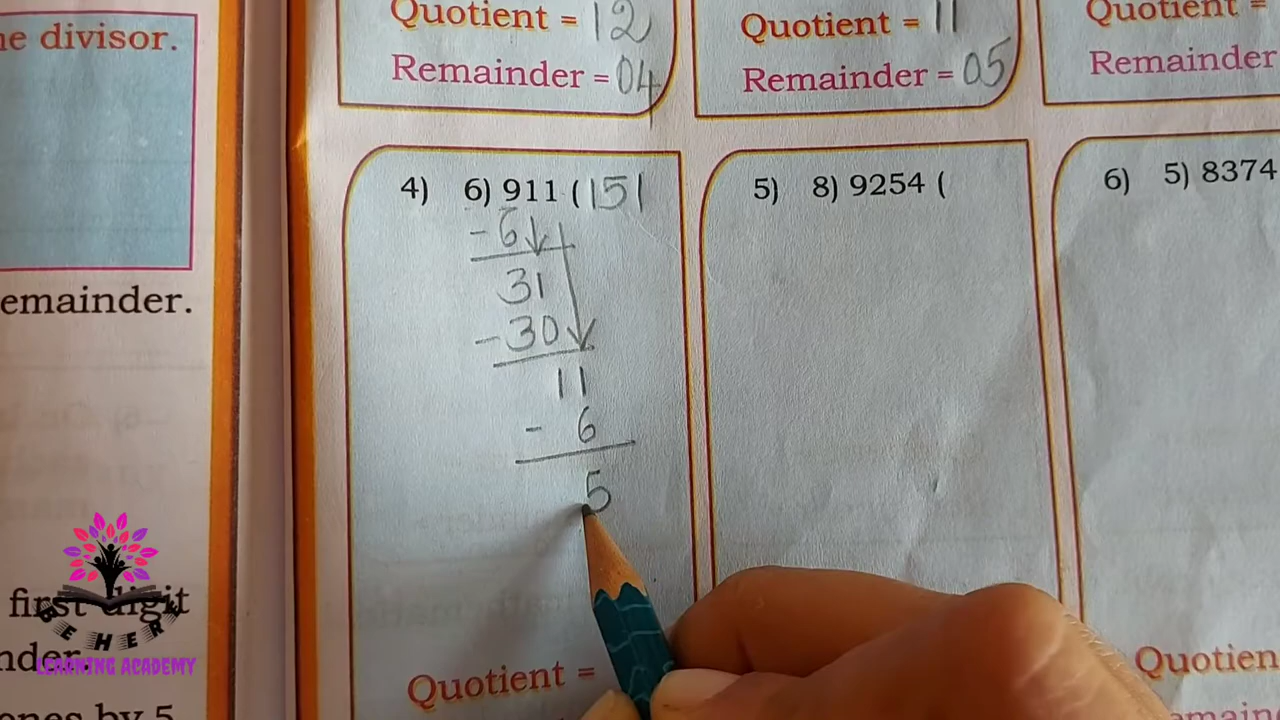 ne divisor.
emainder.
first digit
nder.
ones by 5
BEHERA
LEARNING ACADEMY
Quotient = 12
Remainder = 04
Quotient = 11
Remainder = 05
Quotient =
Remainder
4) 6) 911 ( 151
- 6
31
- 30
11
- 6
5
Quotient =
5) 8) 9254 (
6) 5) 8374
Quotien
emain